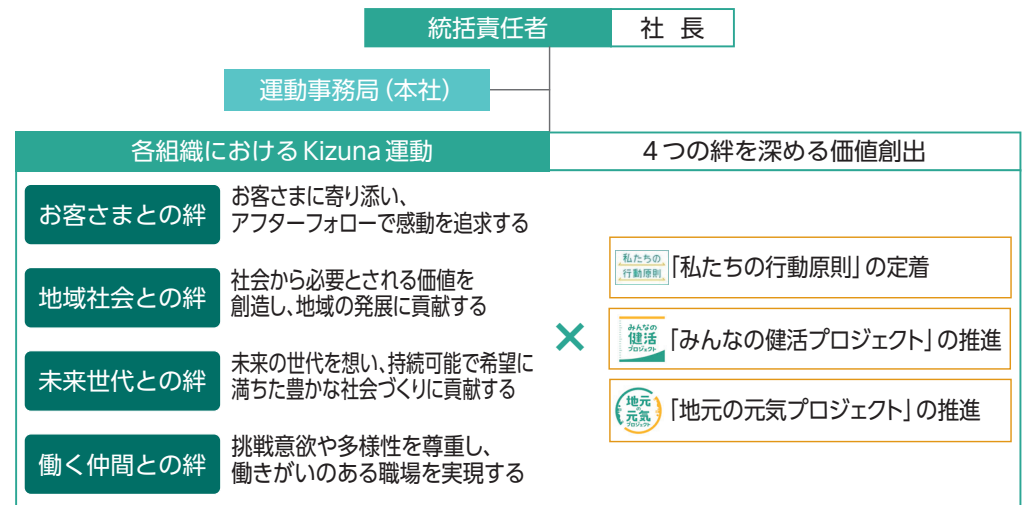 統括責任者
社 長
運動事務局（本社）
各組織におけるKizuna運動
4つの絆を深める価値創出
お客さまとの絆
お客さまに寄り添い、
アフターフォローで感動を追求する
地域社会との絆
社会から必要とされる価値を
創造し、地域の発展に貢献する
未来世代との絆
未来の世代を想い、持続可能で希望に
満ちた豊かな社会づくりに貢献する
働く仲間との絆
挑戦意欲や多様性を尊重し、
働きがいのある職場を実現する
×
私たちの
行動原則
「私たちの行動原則」の定着
みんなの
健活
プロジェクト
「みんなの健活プロジェクト」の推進
地元の
元気
プロジェクト
「地元の元気プロジェクト」の推進